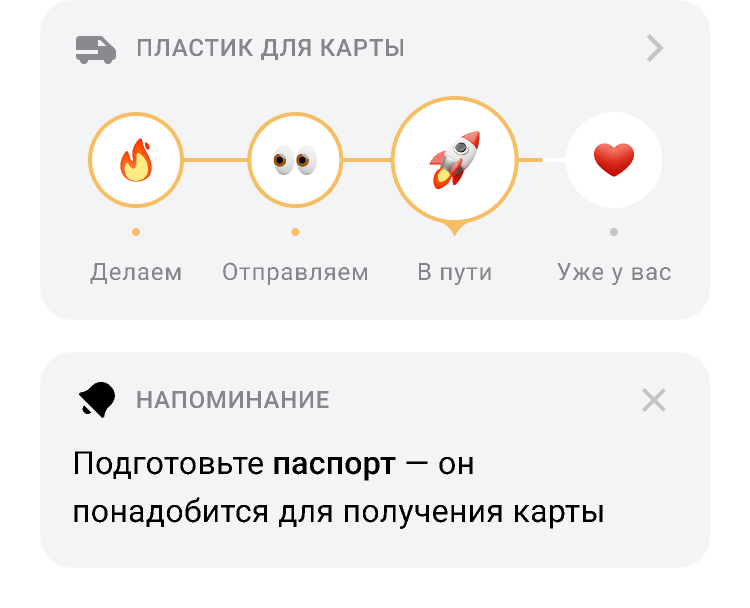 ПЛАСТИК ДЛЯ КАРТЫ
Делаем
Отправляем
В пути
Уже у вас
НАПОМИНАНИЕ
Подготовьте паспорт — он
понадобится для получения карты